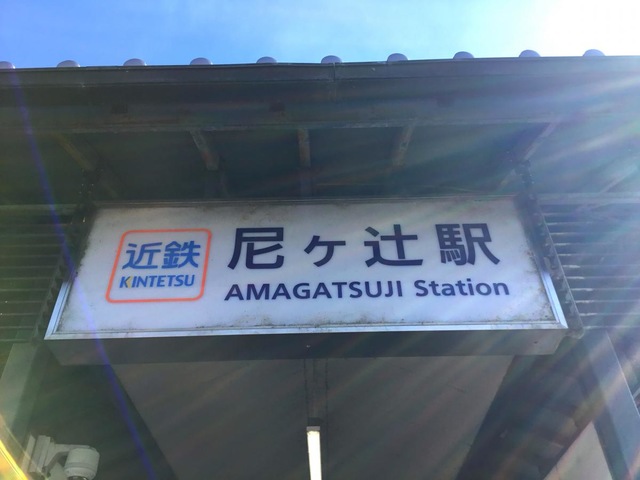 近鉄
KINTETSU
尼ヶ辻駅
AMAGATSUJI Station